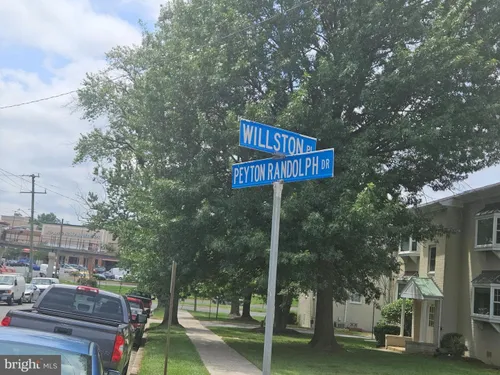 WILLSTON PL
PEYTON RANDOLPH DR
bright MLS